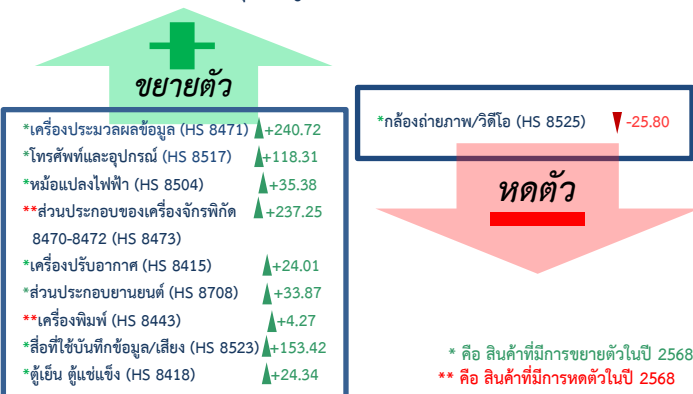 ขยายตัว
*เครื่องประมวลผลข้อมูล (HS 8471) +240.72
*โทรศัพท์และอุปกรณ์ (HS 8517) +118.31
*หม้อแปลงไฟฟ้า (HS 8504) +35.38
**ส่วนประกอบของเครื่องจักรพิกัด +237.25
8470-8472 (HS 8473)
*เครื่องปรับอากาศ (HS 8415) +24.01
*ส่วนประกอบยานยนต์ (HS 8708) +33.87
**เครื่องพิมพ์ (HS 8443) +4.27
*สื่อที่ใช้บันทึกข้อมูล/เสียง (HS 8523) +153.42
*ตู้เย็น ตู้แช่แข็ง (HS 8418) +24.34
*กล้องถ่ายภาพ/วิดีโอ (HS 8525) -25.80
หดตัว
* คือ สินค้าที่มีการขยายตัวในปี 2568
** คือ สินค้าที่มีการหดตัวในปี 2568